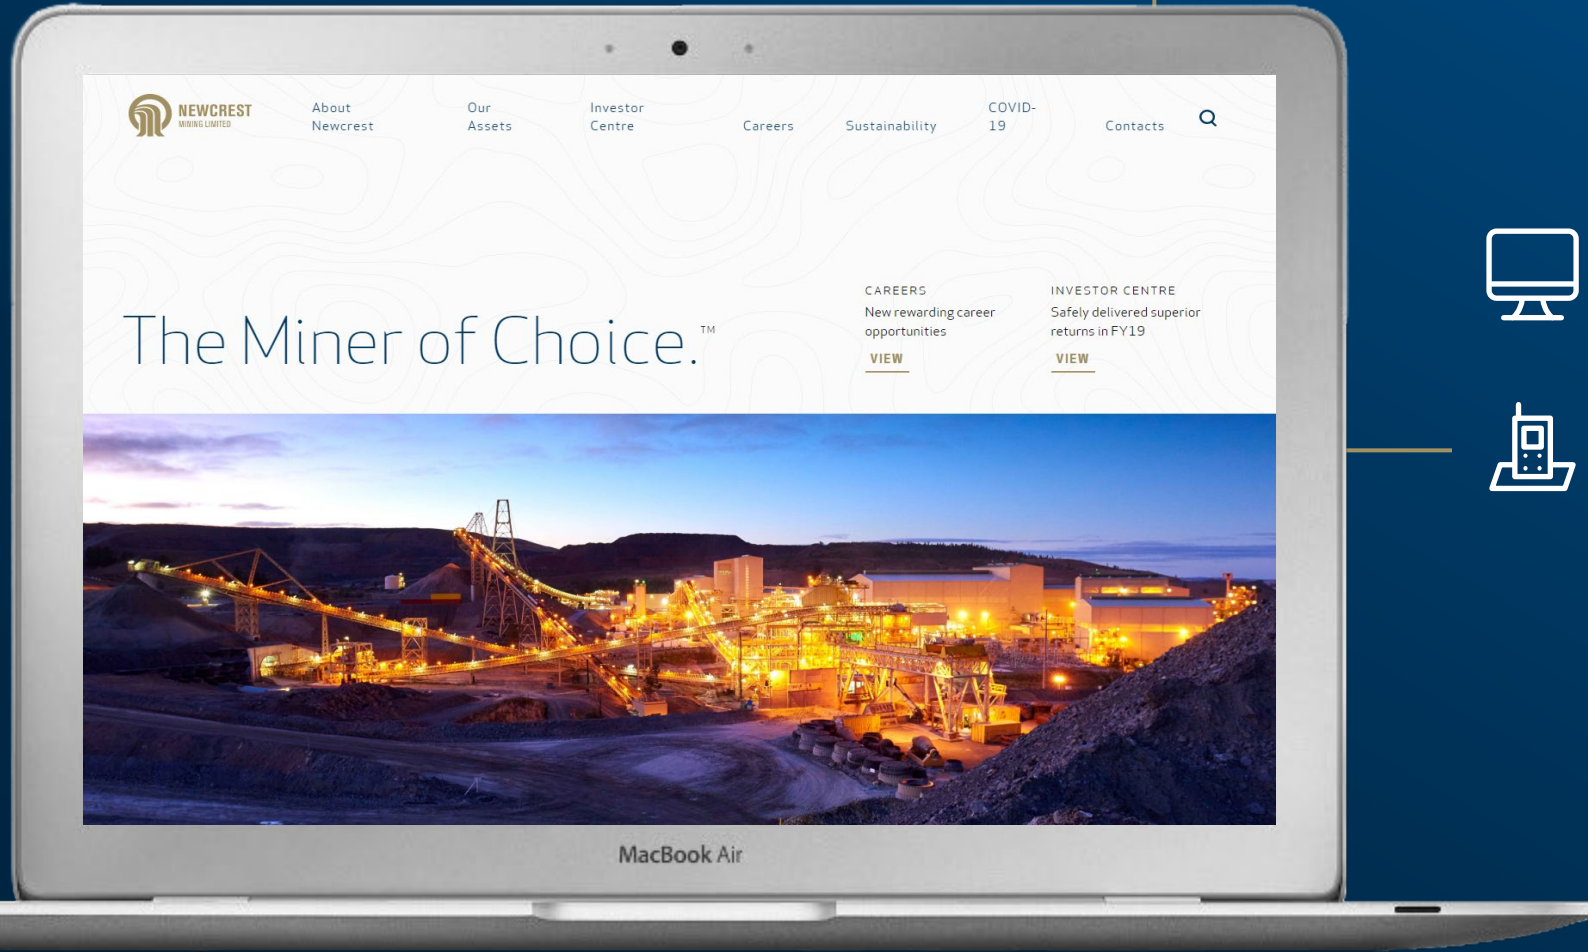 NEWCREST
MINING LIMITED
About
Newcrest
Our
Assets
Investor
Centre
Careers
Sustainability
COVID-
19
Contacts
The Miner of Choice.™
CAREERS
New rewarding career
opportunities
VIEW
INVESTOR CENTRE
Safely delivered superior
returns in FY19
VIEW
MacBook Air